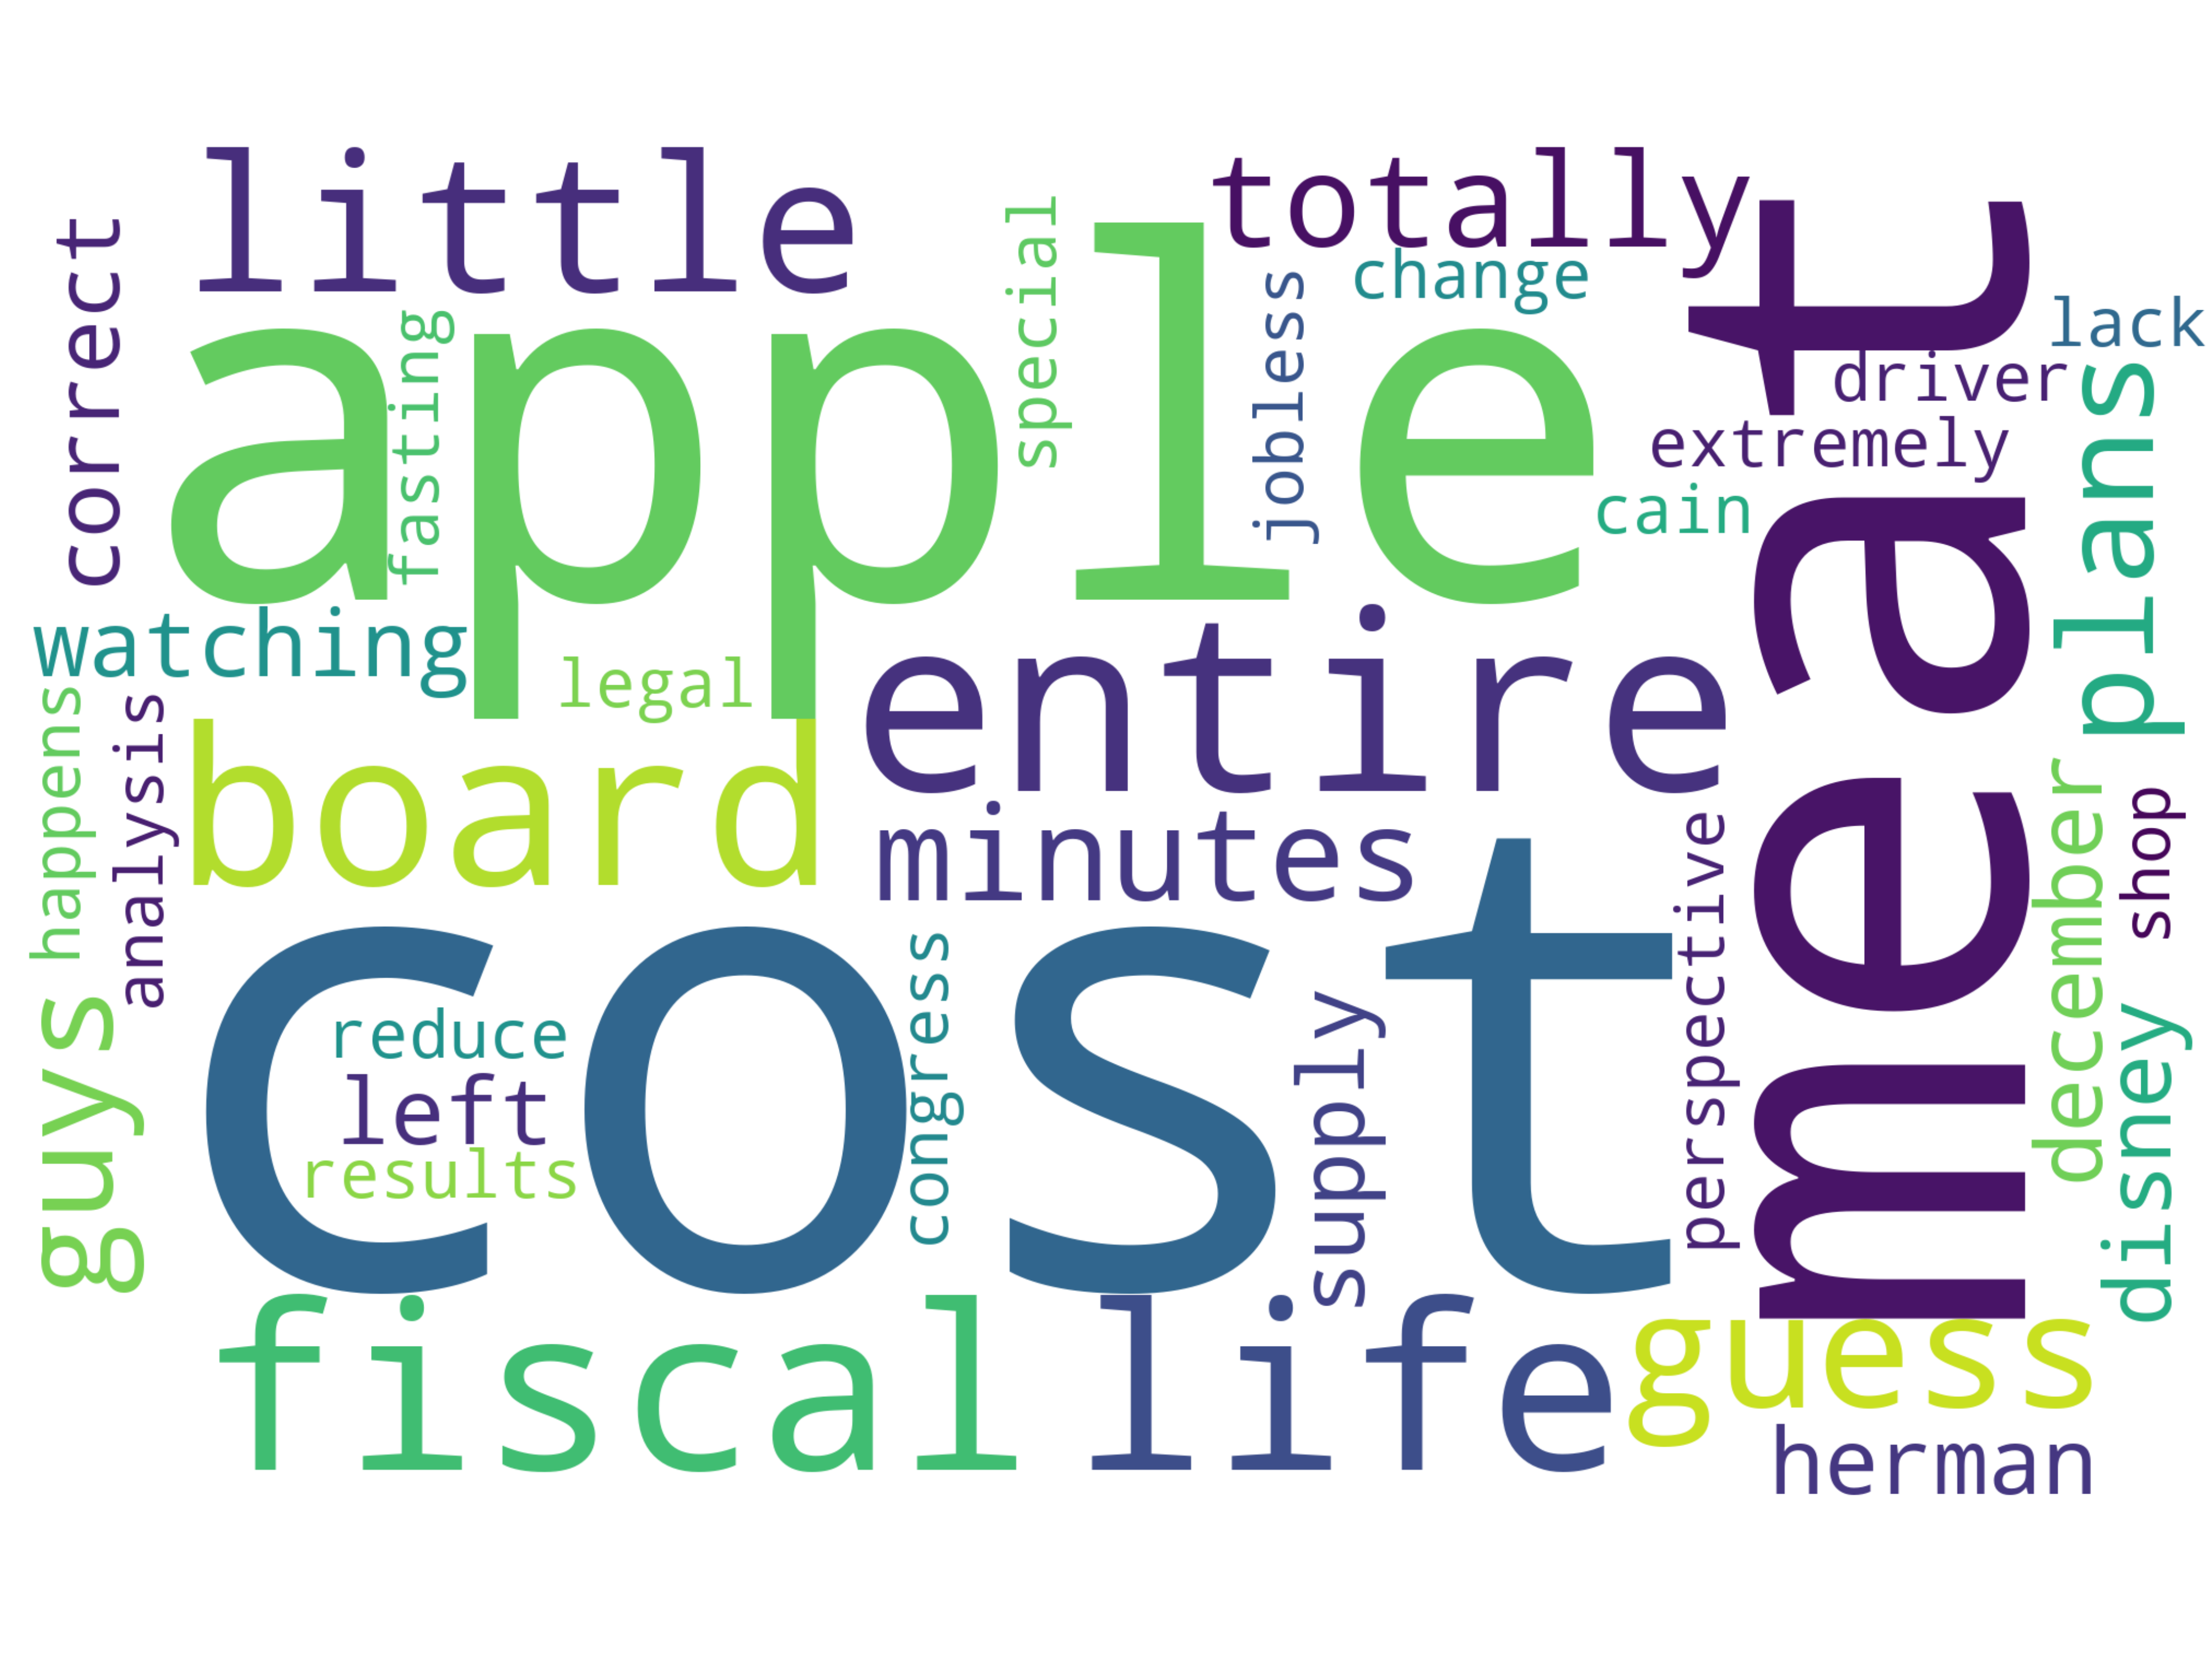 little
totally
correct
special
change
jobless
lack
apple
fasting
driver
extremely
plans
cain
meat
watching
legal
entire
happens
analysis
board
minutes
december
shop
perspective
cost
congress
supply
guys
reduce
left
results
disney
fiscal
life
guess
herman